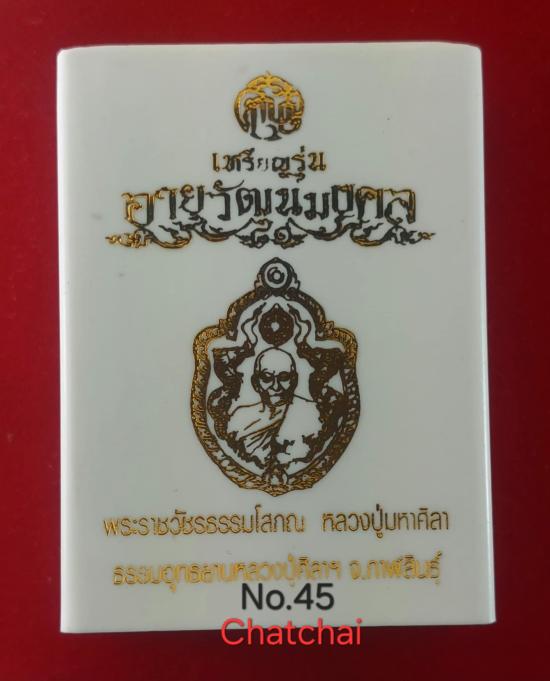 เหรียญรุ่น
อายุวัฒน์มงคล
๒๑
พระราชวัชรธรรมโสภณ หลวงปู่มหาศิลา
ธรรมอุทยานหลวงปู่ศิลาฯ จ.กาฬสินธุ์
No.45
Chatchai